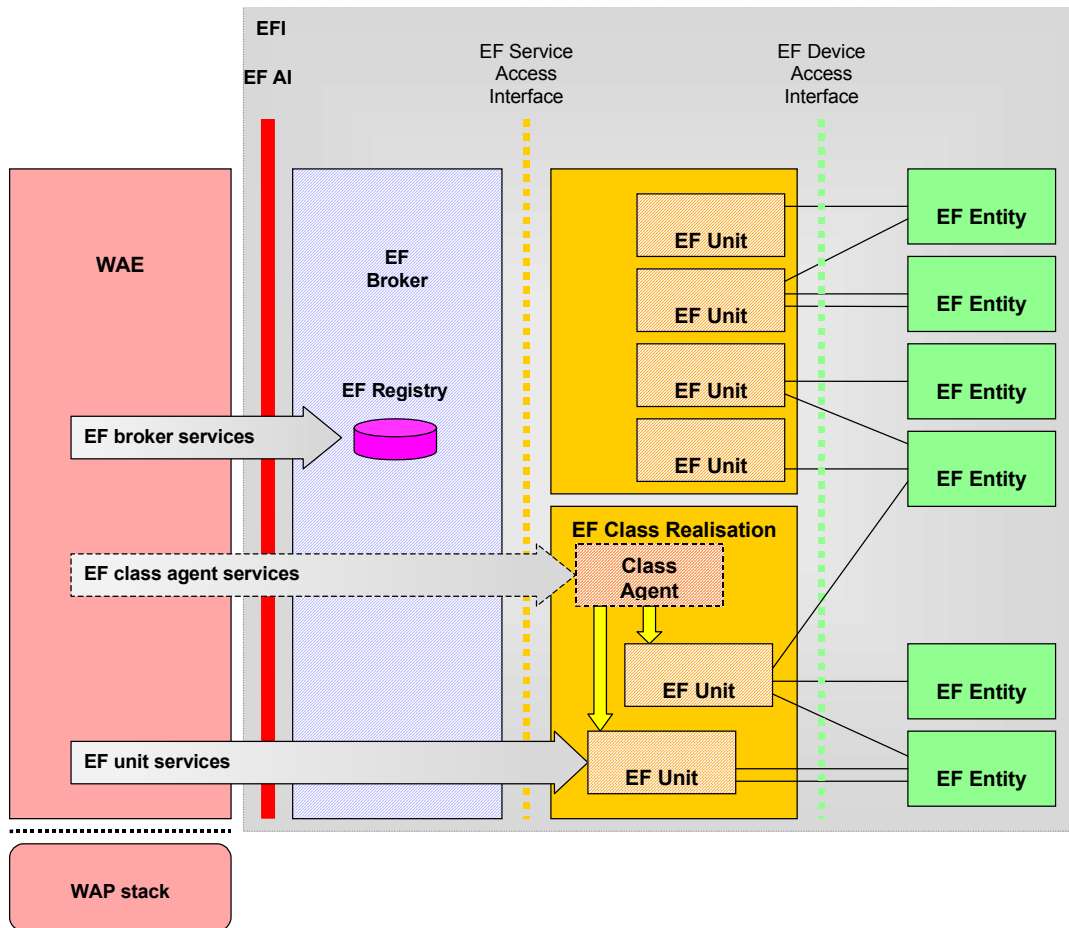 EFI
EF AI
EF Service
Access
Interface
EF Device
Access
Interface
WAE
EF
Broker
EF Registry
EF broker services
EF class agent services
EF unit services
EF Unit
EF Unit
EF Unit
EF Unit
EF Class Realisation
Class
Agent
EF Unit
EF Unit
EF Entity
EF Entity
EF Entity
EF Entity
EF Entity
EF Entity
WAP stack